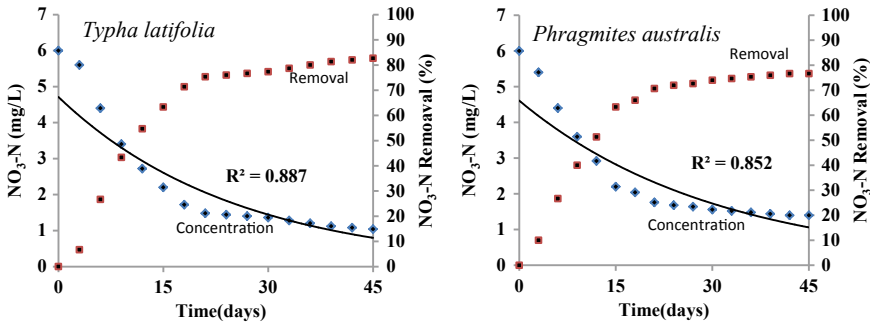 Typha latifolia
NO3-N (mg/L)
7
6
5
4
3
2
1
0
Removal
R² = 0.887
Concentration
0 15 30 45
Time(days)
100
90
80
70
60
50
40
30
20
10
0
NO3-N Remoaval (%)
Phragmites australis
NO3-N (mg/L)
7
6
5
4
3
2
1
0
Removal
R² = 0.852
Concentration
0 15 30 45
Time(days)
100
90
80
70
60
50
40
30
20
10
0
NO3-N Removal (%)